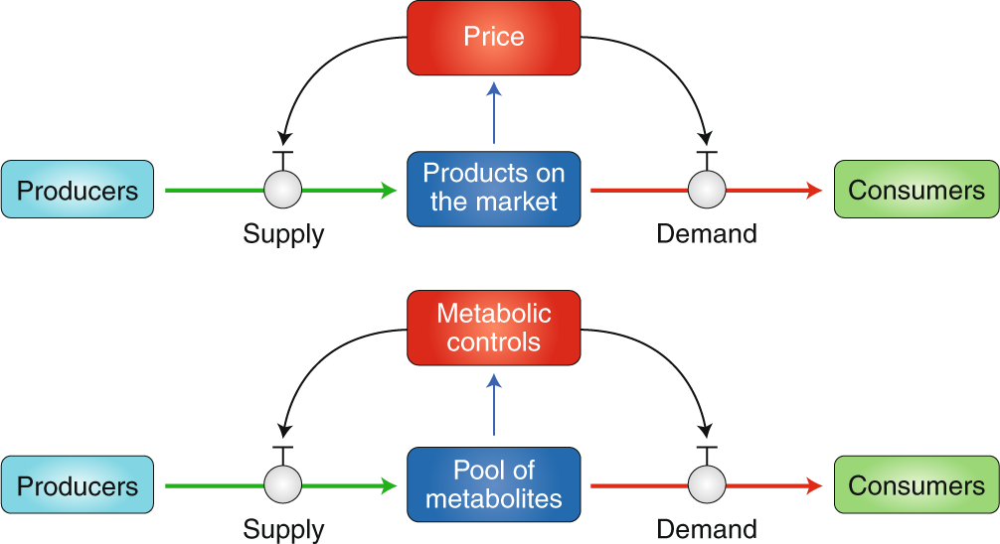 Price
Producers
Products on
the market
Consumers
Supply
Demand
Metabolic
controls
Producers
Pool of
metabolites
Consumers
Supply
Demand